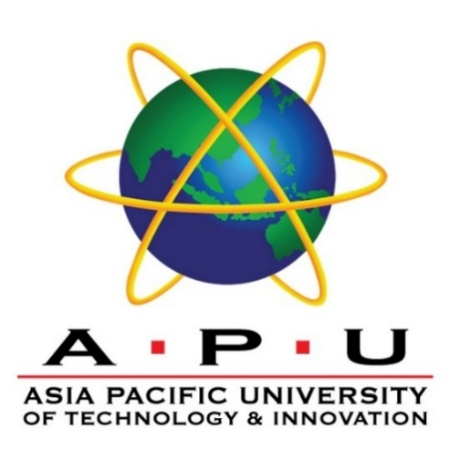 A · P · U
ASIA PACIFIC UNIVERSITY
OF TECHNOLOGY & INNOVATION